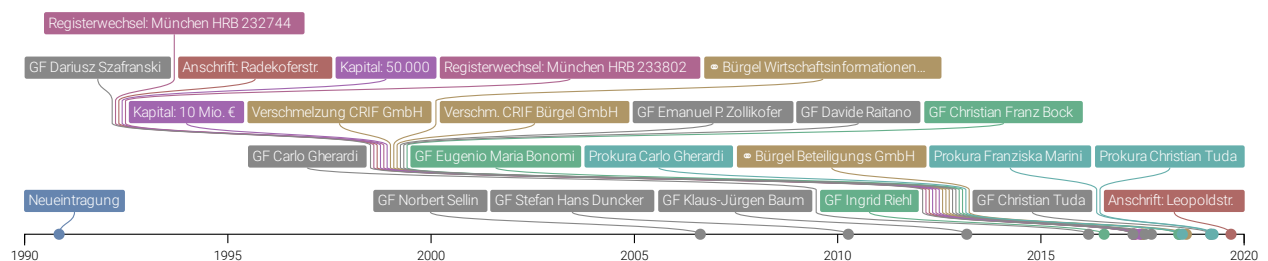 Registerwechsel: München HRB 232744
GF Dariusz Szafranski
Anschrift: Radekoferstr.
Kapital: 50.000
Registerwechsel: München HRB 233802
⚭ Bürgel Wirtschaftsinformationen...
Kapital: 10 Mio. €
Verschmelzung CRIF GmbH
Verschm. CRIF Bürgel GmbH
GF Emanuel P. Zollikofer
GF Davide Raitano
GF Christian Franz Bock
GF Carlo Gherardi
GF Eugenio Maria Bonomi
Prokura Carlo Gherardi
⚭ Bürgel Beteiligungs GmbH
Prokura Franziska Marini
Prokura Christian Tuda
Neueintragung
GF Norbert Sellin
GF Stefan Hans Duncker
GF Klaus-Jürgen Baum
GF Ingrid Riehl
GF Christian Tuda
Anschrift: Leopoldstr.
1990
1995
2000
2005
2010
2015
2020